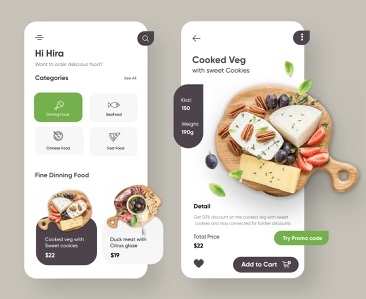 Hi Hira
Want to order delicious food?
Categories
See All
Dinning Food
Seafood
Chinese Food
Fast Food
Fine Dinning Food
Cooked veg with
Sweet cookies
$22
Duck meat with
Citrus glaze
$19
Cooked Veg
with sweet Cookies
Kkal:
150
Weight:
190g
Detail
Get 50% discount on the cooked veg with sweet
cookies and stay connected for further discounts
Total Price
$22
Try Promo code
Add to Cart